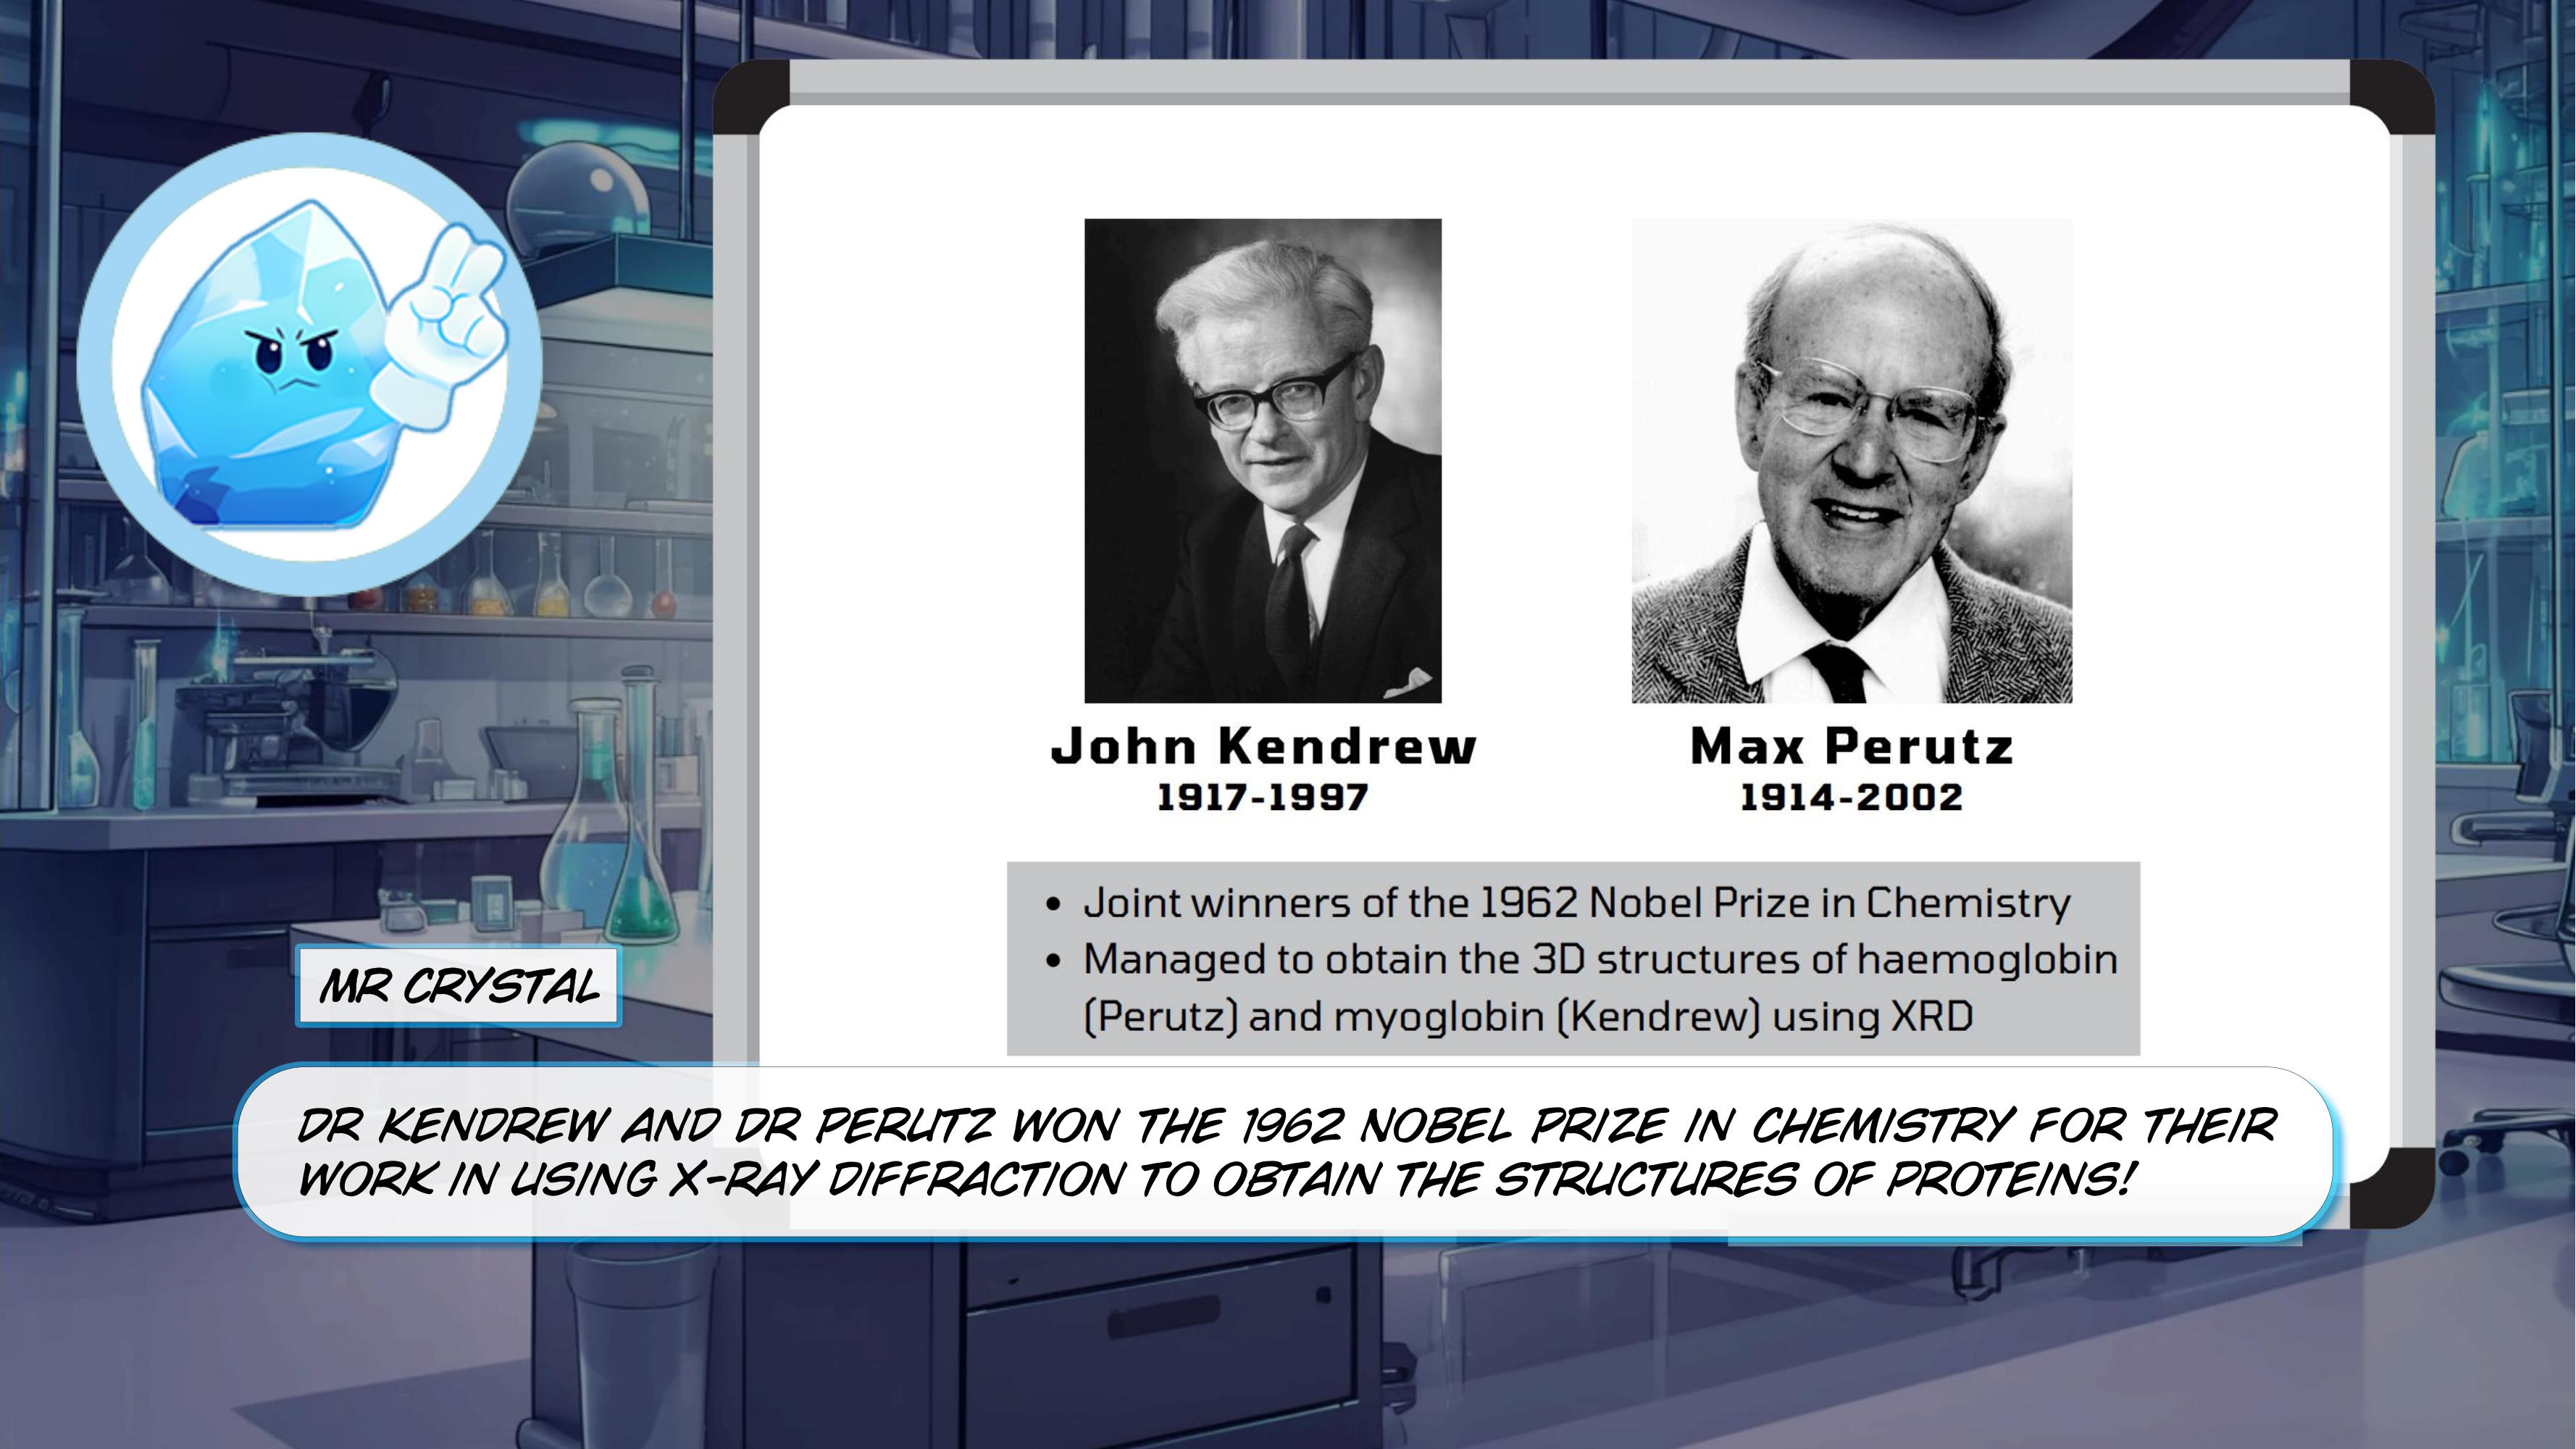 John Kendrew
1917-1997
Max Perutz
1914-2002
• Joint winners of the 1962 Nobel Prize in Chemistry
• Managed to obtain the 3D structures of haemoglobin
(Perutz) and myoglobin (Kendrew) using XRD
MR CRYSTAL
DR KENDREW AND DR PERUTZ WON THE 1962 NOBEL PRIZE IN CHEMISTRY FOR THEIR
WORK IN USING X-RAY DIFFRACTION TO OBTAIN THE STRUCTURES OF PROTEINS!